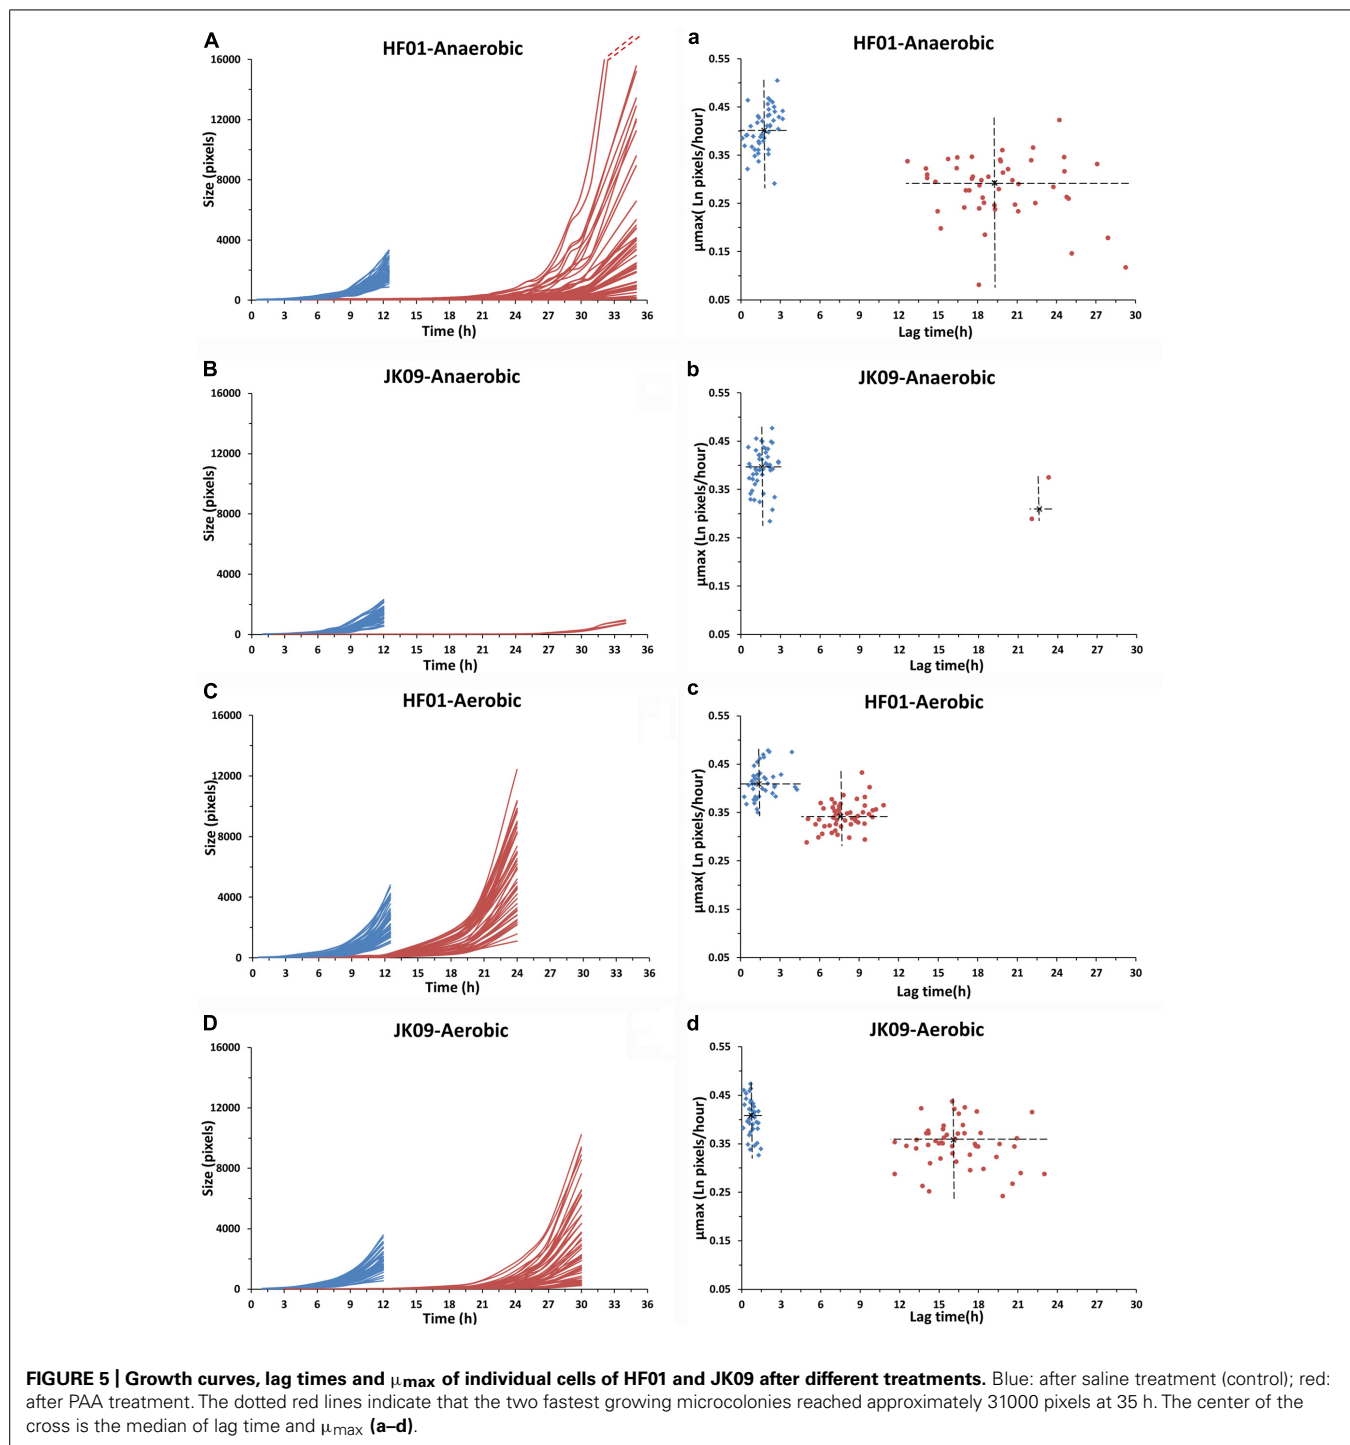 A
HF01-Anaerobic
16000
12000
8000
4000
0
Size (pixels)
0 3 6 9 12 15 18 21 24 27 30 33 36
Time (h)
a
HF01-Anaerobic
0.55
0.45
0.35
0.25
0.15
0.05
μmax( Ln pixels/hour)
0 3 6 9 12 15 18 21 24 27 30
Lag time(h)
B
JK09-Anaerobic
16000
12000
8000
4000
0
Size (pixels)
0 3 6 9 12 15 18 21 24 27 30 33 36
Time (h)
b
JK09-Anaerobic
0.55
0.45
0.35
0.25
0.15
0.05
μmax (Ln pixels/hour)
0 3 6 9 12 15 18 21 24 27 30
Lag time(h)
C
HF01-Aerobic
16000
12000
8000
4000
0
Size (pixels)
0 3 6 9 12 15 18 21 24 27 30 33 36
Time (h)
c
HF01-Aerobic
0.55
0.45
0.35
0.25
0.15
0.05
μmax( Ln pixels/hour)
0 3 6 9 12 15 18 21 24 27 30
Lag time(h)
D
JK09-Aerobic
16000
12000
8000
4000
0
Size (pixels)
0 3 6 9 12 15 18 21 24 27 30 33 36
Time (h)
d
JK09-Aerobic
0.55
0.45
0.35
0.25
0.15
0.05
μmax (Ln pixels/hour)
0 3 6 9 12 15 18 21 24 27 30
Lag time(h)
FIGURE 5 | Growth curves, lag times and μmax of individual cells of HF01 and JK09 after different treatments. Blue: after saline treatment (control); red:
after PAA treatment. The dotted red lines indicate that the two fastest growing microcolonies reached approximately 31000 pixels at 35 h. The center of the
cross is the median of lag time and μmax (a–d).